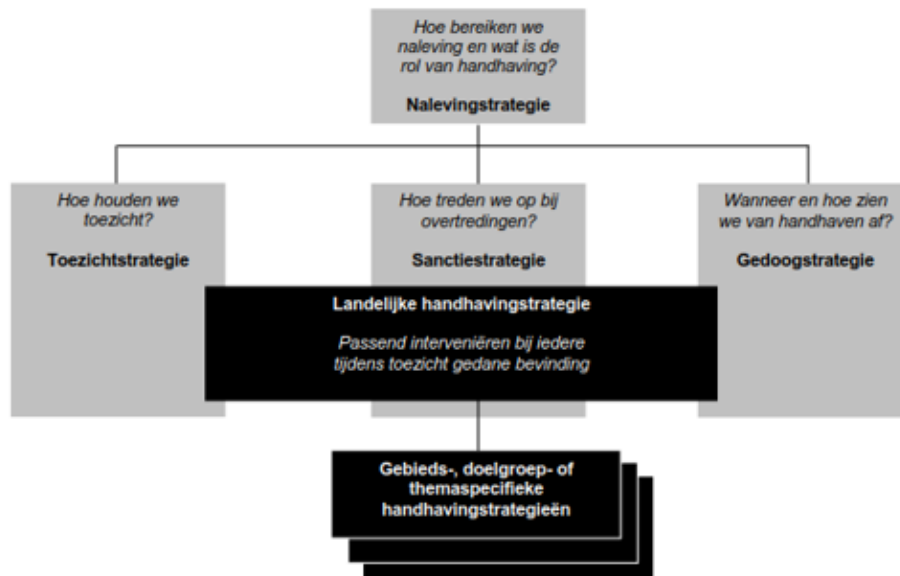 Hoe bereiken we
naleving en wat is de
rol van handhaving?
Nalevingstrategie
Hoe houden we
toezicht?
Toezichtstrategie
Hoe treden we op bij
overtredingen?
Sanctiestrategie
Wanneer en hoe zien
we van handhaven af?
Gedoogstrategie
Landelijke handhavingstrategie
Passend interveniëren bij iedere
tijdens toezicht gedane bevinding
Gebieds-, doelgroep- of
themaspecifieke
handhavingstrategieën